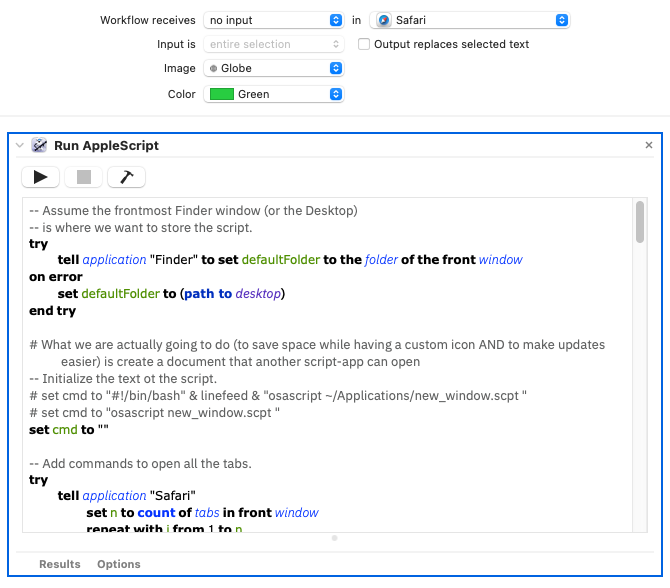 Workflow receives no input in Safari
Input is entire selection Output replaces selected text
Image Globe
Color Green
Run AppleScript
-- Assume the frontmost Finder window (or the Desktop)
-- is where we want to store the script.
try
tell application "Finder" to set defaultFolder to the folder of the front window
on error
set defaultFolder to (path to desktop)
end try
# What we are actually going to do (to save space while having a custom icon AND to make updates
easier) is create a document that another script-app can open
-- Initialize the text ot the script.
# set cmd to "#!/bin/bash" & linefeed & "osascript ~/Applications/new_window.scpt "
# set cmd to "osascript new_window.scpt "
set cmd to ""
-- Add commands to open all the tabs.
try
tell application "Safari"
set n to count of tabs in front window
repeat with i from 1 to n
Results Options